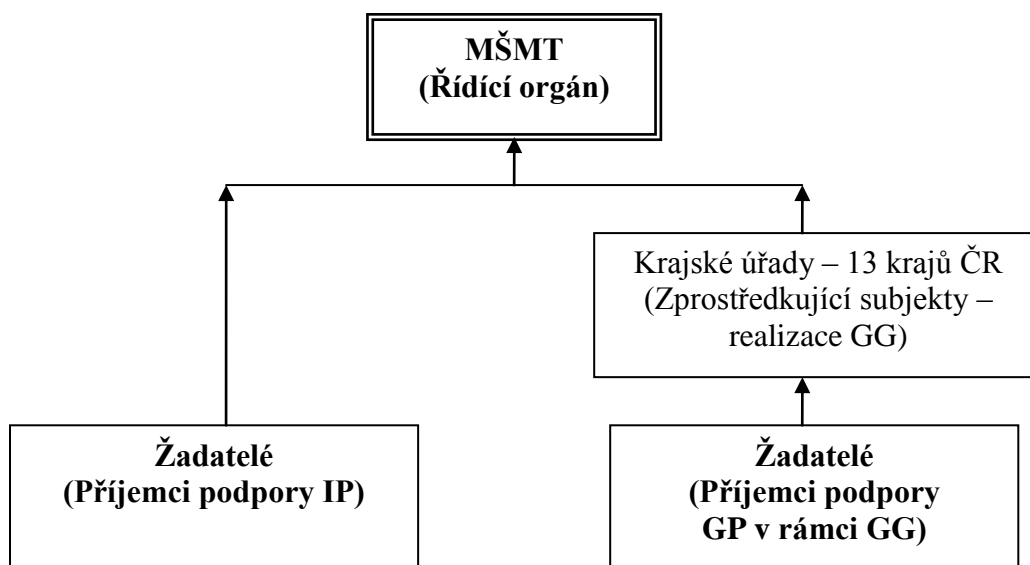 MŠMT
(Řídící orgán)
Krajské úřady – 13 krajů ČR
(Zprostředkující subjekty –
realizace GG)
Žadatelé
(Příjemci podpory IP)
Žadatelé
(Příjemci podpory
GP v rámci GG)